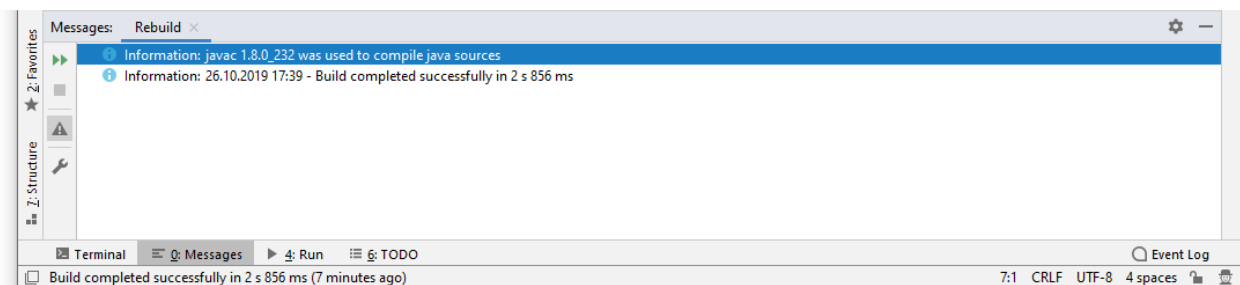 Messages: Rebuild
2: Favorites
Information: javac 1.8.0_232 was used to compile java sources
Information: 26.10.2019 17:39 - Build completed successfully in 2 s 856 ms
7: Structure
Terminal 0: Messages 4: Run 6: TODO Event Log
Build completed successfully in 2 s 856 ms (7 minutes ago) 7:1 CRLF UTF-8 4 spaces